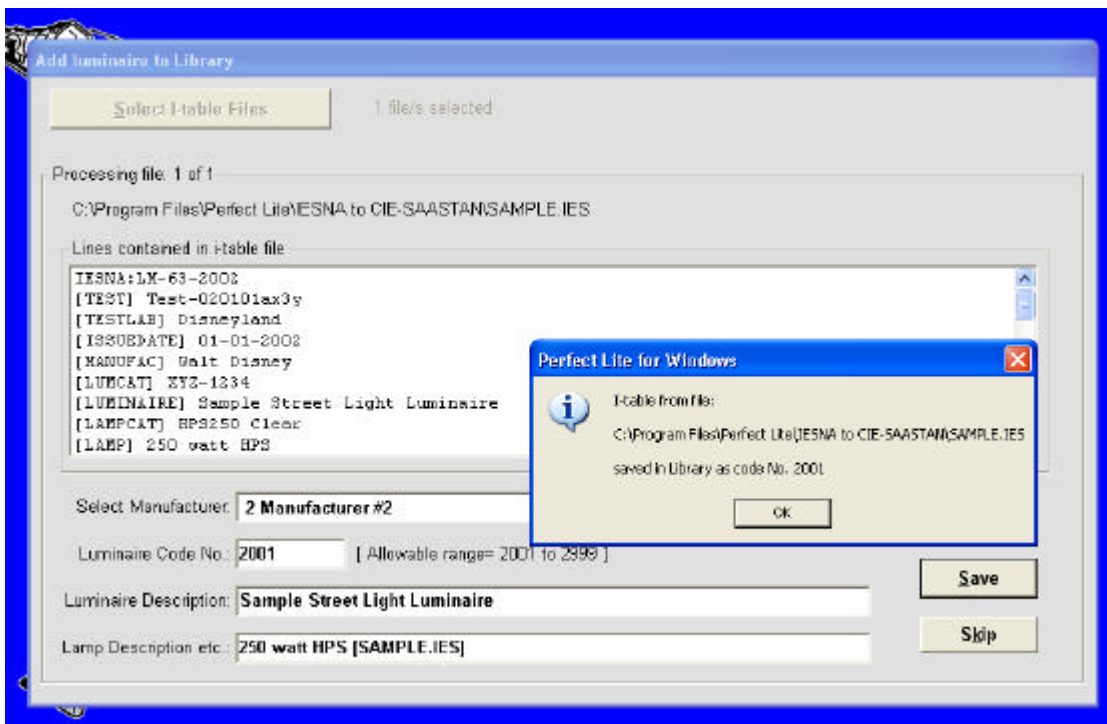 Add luminaire to Library
Select I-table Files
1 file/s selected
Processing file: 1 of 1
C:\Program Files\Perfect Lite\IESNA to CIE-SAASTAN\SAMPLE.IES
Lines contained in i-table file
IESNA:LM-63-2002
[TEST] Test-020101ax3y
[TESTLAB] Disneyland
[ISSUEDATE] 01-01-2002
[MANUFAC] Walt Disney
[LUMCAT] XYZ-1234
[LUMINAIRE] Sample Street Light Luminaire
[LAMPCAT] HPS250 Clear
[LAMP] 250 watt HPS
Perfect Lite for Windows
I-table from file:
C:\Program Files\Perfect Lite\IESNA to CIE-SAASTAN\SAMPLE.IES
saved in Library as code No. 2001
OK
Select Manufacturer: 2 Manufacturer #2
Luminaire Code No.: 2001 [ Allowable range= 2001 to 2999 ]
Luminaire Description: Sample Street Light Luminaire
Lamp Description etc.: 250 watt HPS [SAMPLE.IES]
Save
Skip